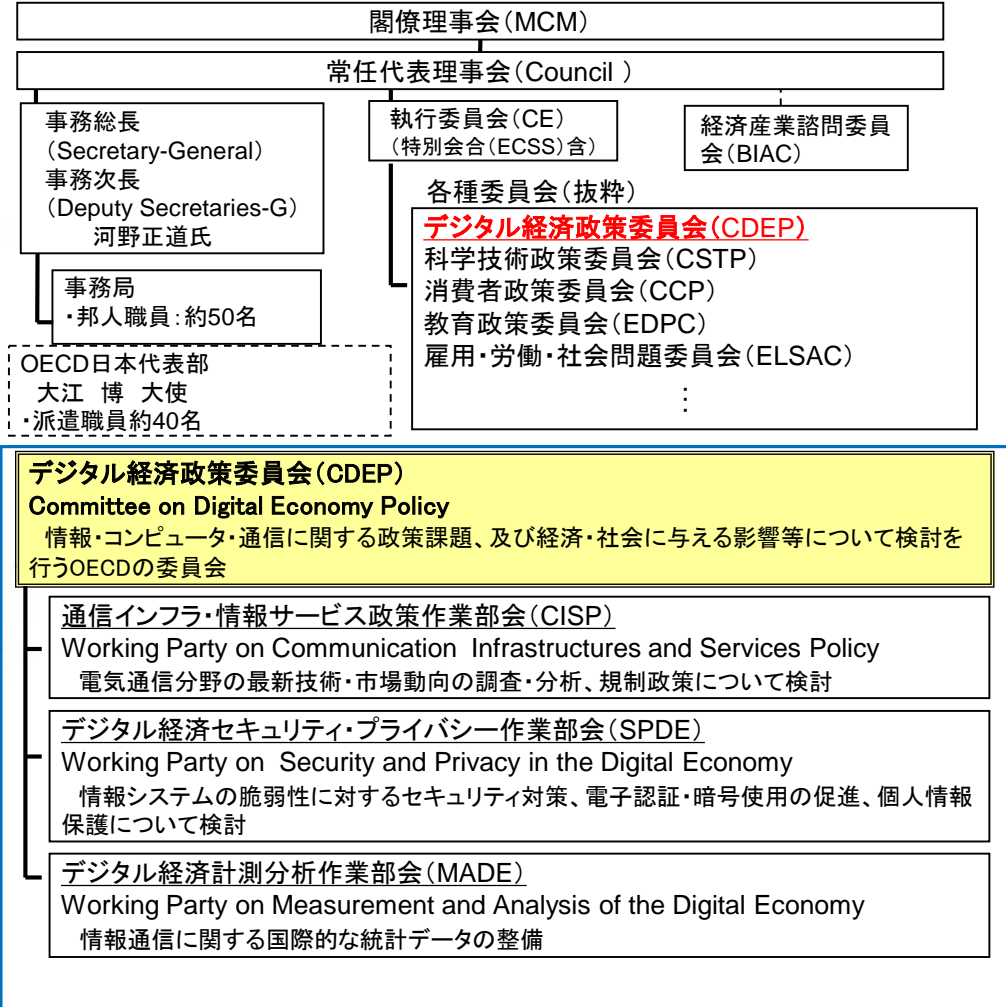 閣僚理事会（MCM）
常任代表理事会（Council ）
事務総長
（Secretary-General）
事務次長
（Deputy Secretaries-G）
河野正道氏
執行委員会（CE）
（特別会合（ECSS）含）
経済産業諮問委員
会（BIAC）
各種委員会（抜粋）
デジタル経済政策委員会（CDEP）
科学技術政策委員会（CSTP）
消費者政策委員会（CCP）
教育政策委員会（EDPC）
雇用・労働・社会問題委員会（ELSAC）
⋮
事務局
・邦人職員：約50名
OECD日本代表部
大江　博　大使
・派遣職員約40名
デジタル経済政策委員会（CDEP）
Committee on Digital Economy Policy
情報・コンピュータ・通信に関する政策課題、及び経済・社会に与える影響等について検討を
行うOECDの委員会
通信インフラ・情報サービス政策作業部会（CISP）
Working Party on Communication Infrastructures and Services Policy
電気通信分野の最新技術・市場動向の調査・分析、規制政策について検討
デジタル経済セキュリティ・プライバシー作業部会（SPDE）
Working Party on Security and Privacy in the Digital Economy
情報システムの脆弱性に対するセキュリティ対策、電子認証・暗号使用の促進、個人情報
保護について検討
デジタル経済計測分析作業部会（MADE）
Working Party on Measurement and Analysis of the Digital Economy
情報通信に関する国際的な統計データの整備